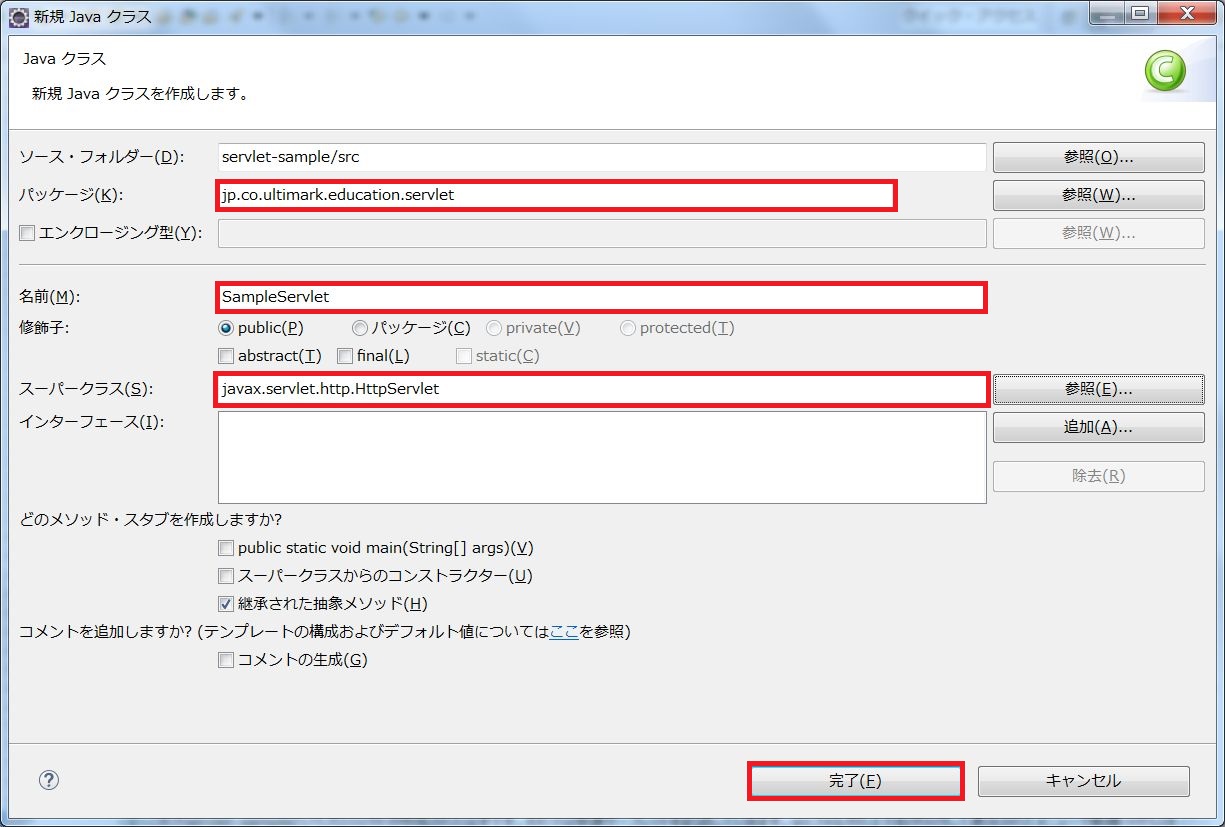 新規 Java クラス
Java クラス
新規 Java クラスを作成します。
ソース・フォルダー(D): servlet-sample/src 参照(O)...
パッケージ(K): jp.co.ultimark.education.servlet 参照(W)...
エンクロージング型(Y): 参照(W)...
名前(M): SampleServlet
修飾子: public(P) パッケージ(C) private(V) protected(T)
abstract(T) final(L) static(C)
スーパークラス(S): javax.servlet.http.HttpServlet 参照(E)...
インターフェース(I): 追加(A)...
除去(R)
どのメソッド・スタブを作成しますか?
public static void main(String[] args)(V)
スーパークラスからのコンストラクター(U)
継承された抽象メソッド(H)
コメントを追加しますか? (テンプレートの構成およびデフォルト値についてはここを参照)
コメントの生成(G)
完了(F) キャンセル